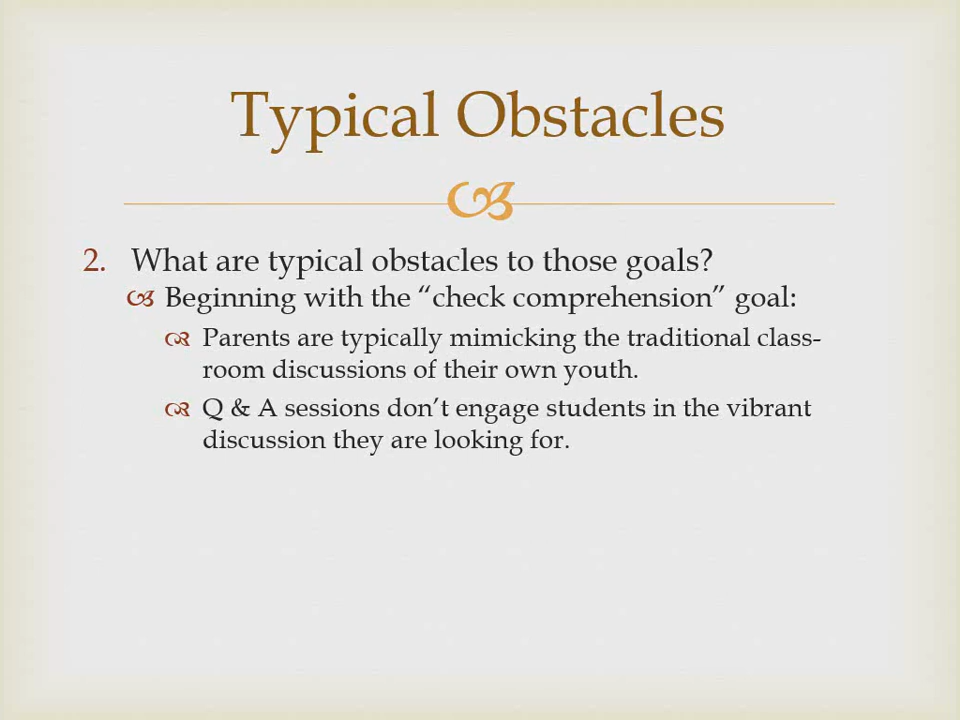 Typical Obstacles
2. What are typical obstacles to those goals?
Beginning with the “check comprehension” goal:
Parents are typically mimicking the traditional class-
room discussions of their own youth.
Q & A sessions don’t engage students in the vibrant
discussion they are looking for.